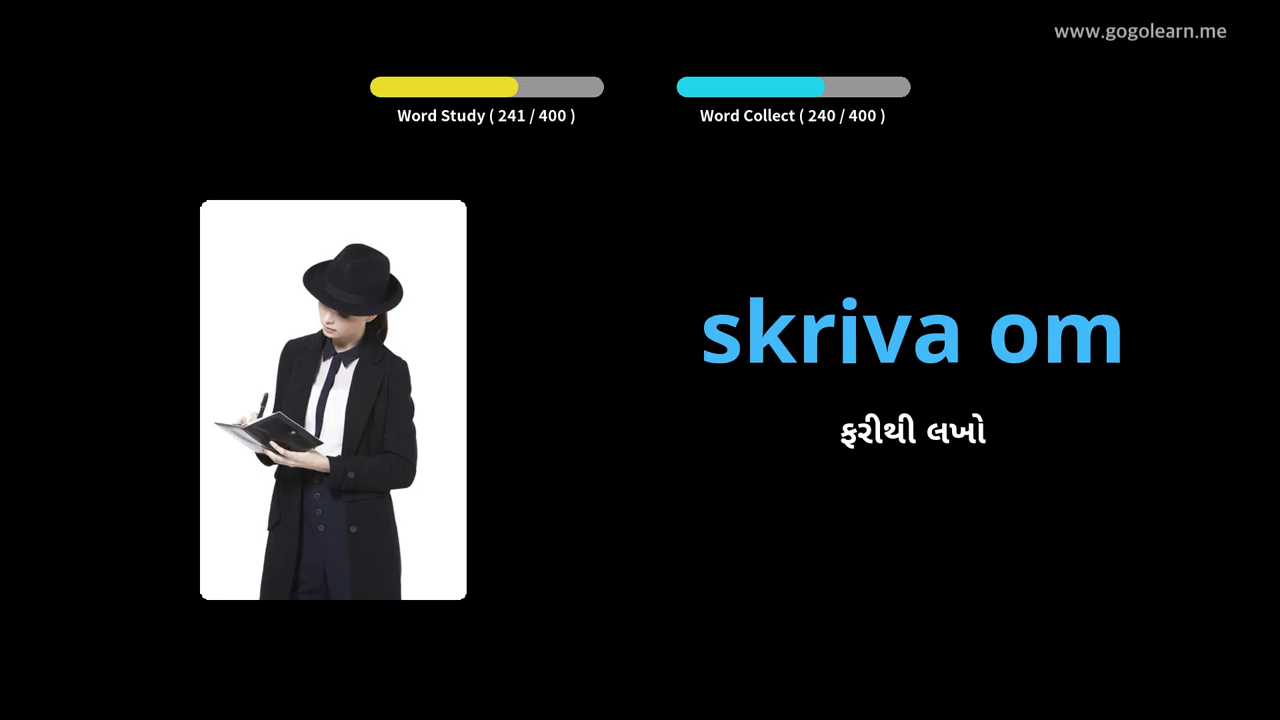 www.gogolearn.me
Word Study ( 241 / 400 )
Word Collect ( 240 / 400 )
skriva om
ફરીથી લખો